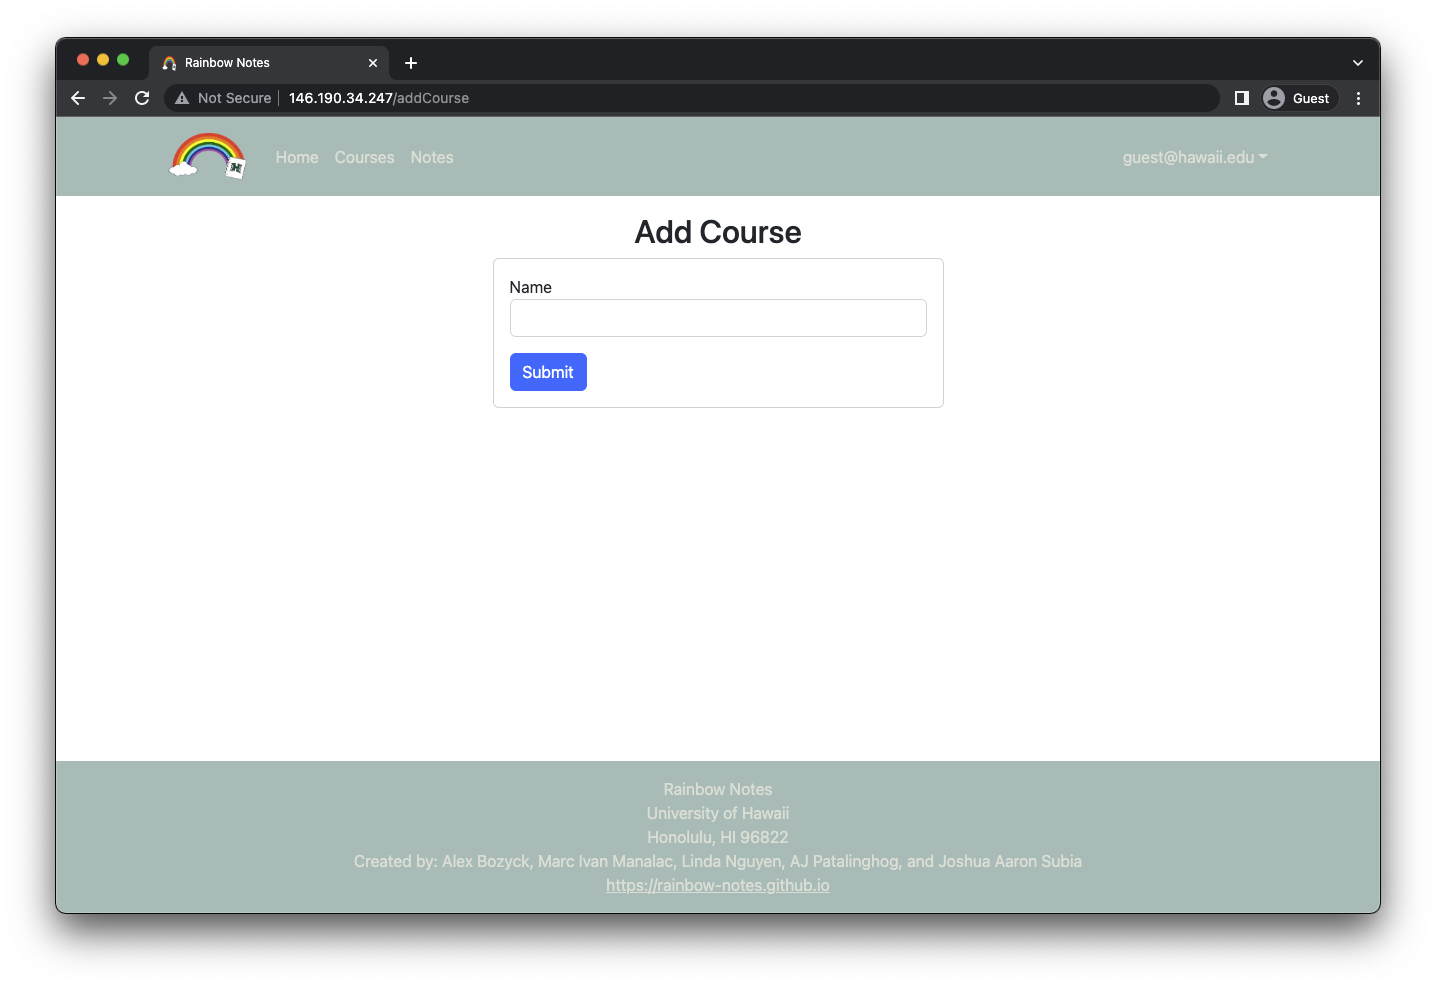 Rainbow Notes
Not Secure 146.190.34.247/addCourse Guest
Home Courses Notes guest@hawaii.edu
Add Course
Name
Submit
Rainbow Notes
University of Hawaii
Honolulu, HI 96822
Created by: Alex Bozyck, Marc Ivan Manalac, Linda Nguyen, AJ Patalinghog, and Joshua Aaron Subia
https://rainbow-notes.github.io